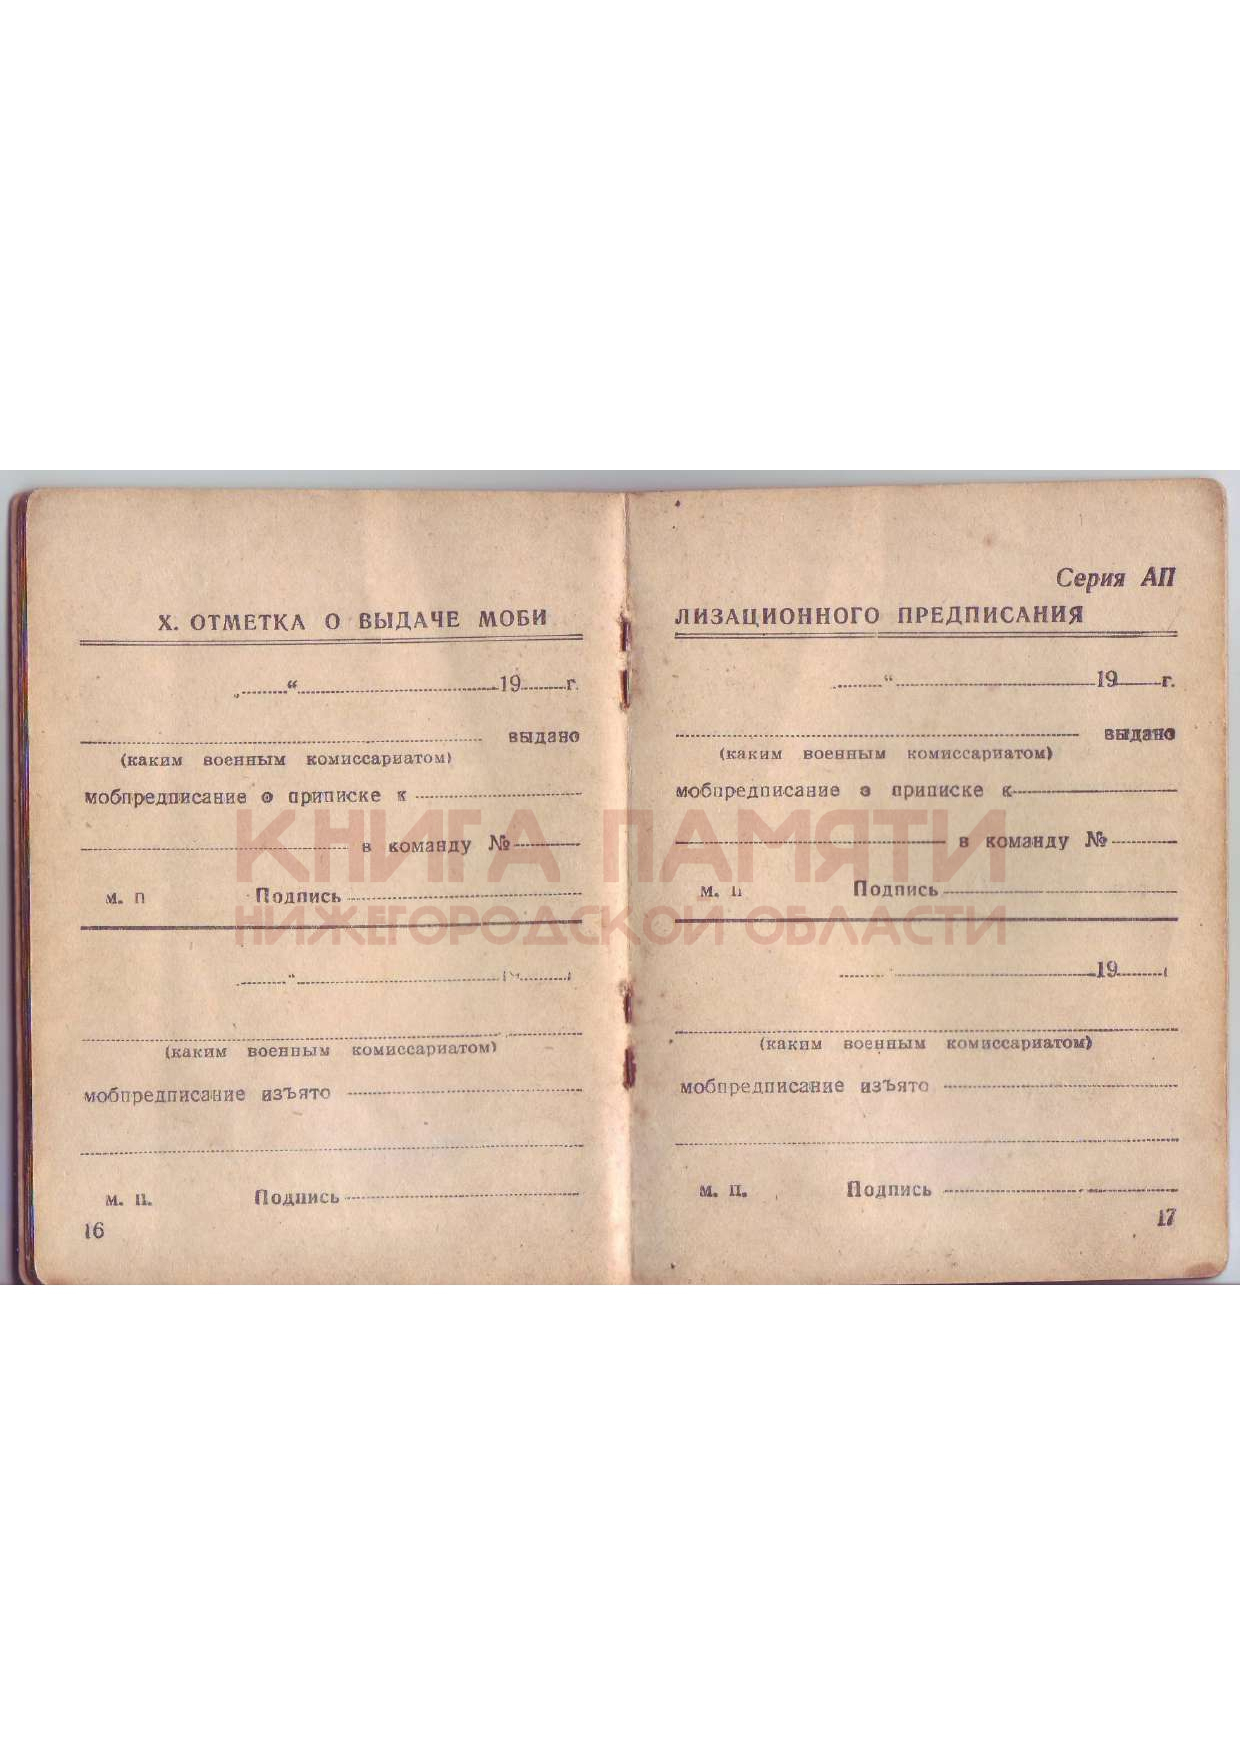 X. ОТМЕТКА О ВЫДАЧЕ МОБИ
„ “ 19 г.
выдано
(каким военным комиссариатом)
мобпредписание о приписке к
в команду №
м. п Подпись
“ 19 г
(каким военным комиссариатом)
мобпредписание изъято
м. п. Подпись
16
Серия АП
ЛИЗАЦИОННОГО ПРЕДПИСАНИЯ
“ 19 г.
выдано
(каким военным комиссариатом)
мобпредписание о приписке к
в команду №
м. п Подпись
19 г
(каким военным комиссариатом)
мобпредписание изъято
м. п. Подпись
17
КНИГА ПАМЯТИ
НИЖЕГОРОДСКОЙ ОБЛАСТИ